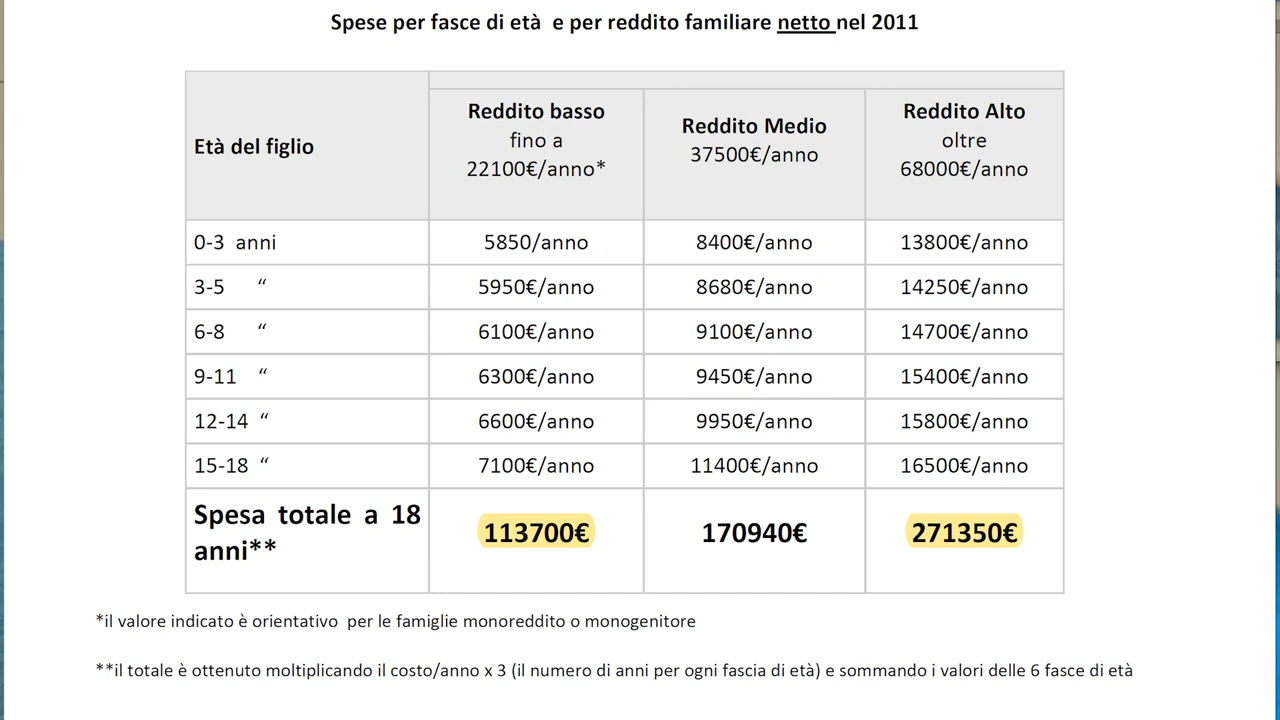 Spese per fasce di età e per reddito familiare netto nel 2011
Età del figlio
Reddito basso
fino a
22100€/anno*
Reddito Medio
37500€/anno
Reddito Alto
oltre
68000€/anno
0-3 anni 5850/anno 8400€/anno 13800€/anno
3-5 “ 5950€/anno 8680€/anno 14250€/anno
6-8 “ 6100€/anno 9100€/anno 14700€/anno
9-11 “ 6300€/anno 9450€/anno 15400€/anno
12-14 “ 6600€/anno 9950€/anno 15800€/anno
15-18 “ 7100€/anno 11400€/anno 16500€/anno
Spesa totale a 18
anni**
113700€ 170940€ 271350€
*il valore indicato è orientativo per le famiglie monoreddito o monogenitore
**il totale è ottenuto moltiplicando il costo/anno x 3 (il numero di anni per ogni fascia di età) e sommando i valori delle 6 fasce di età